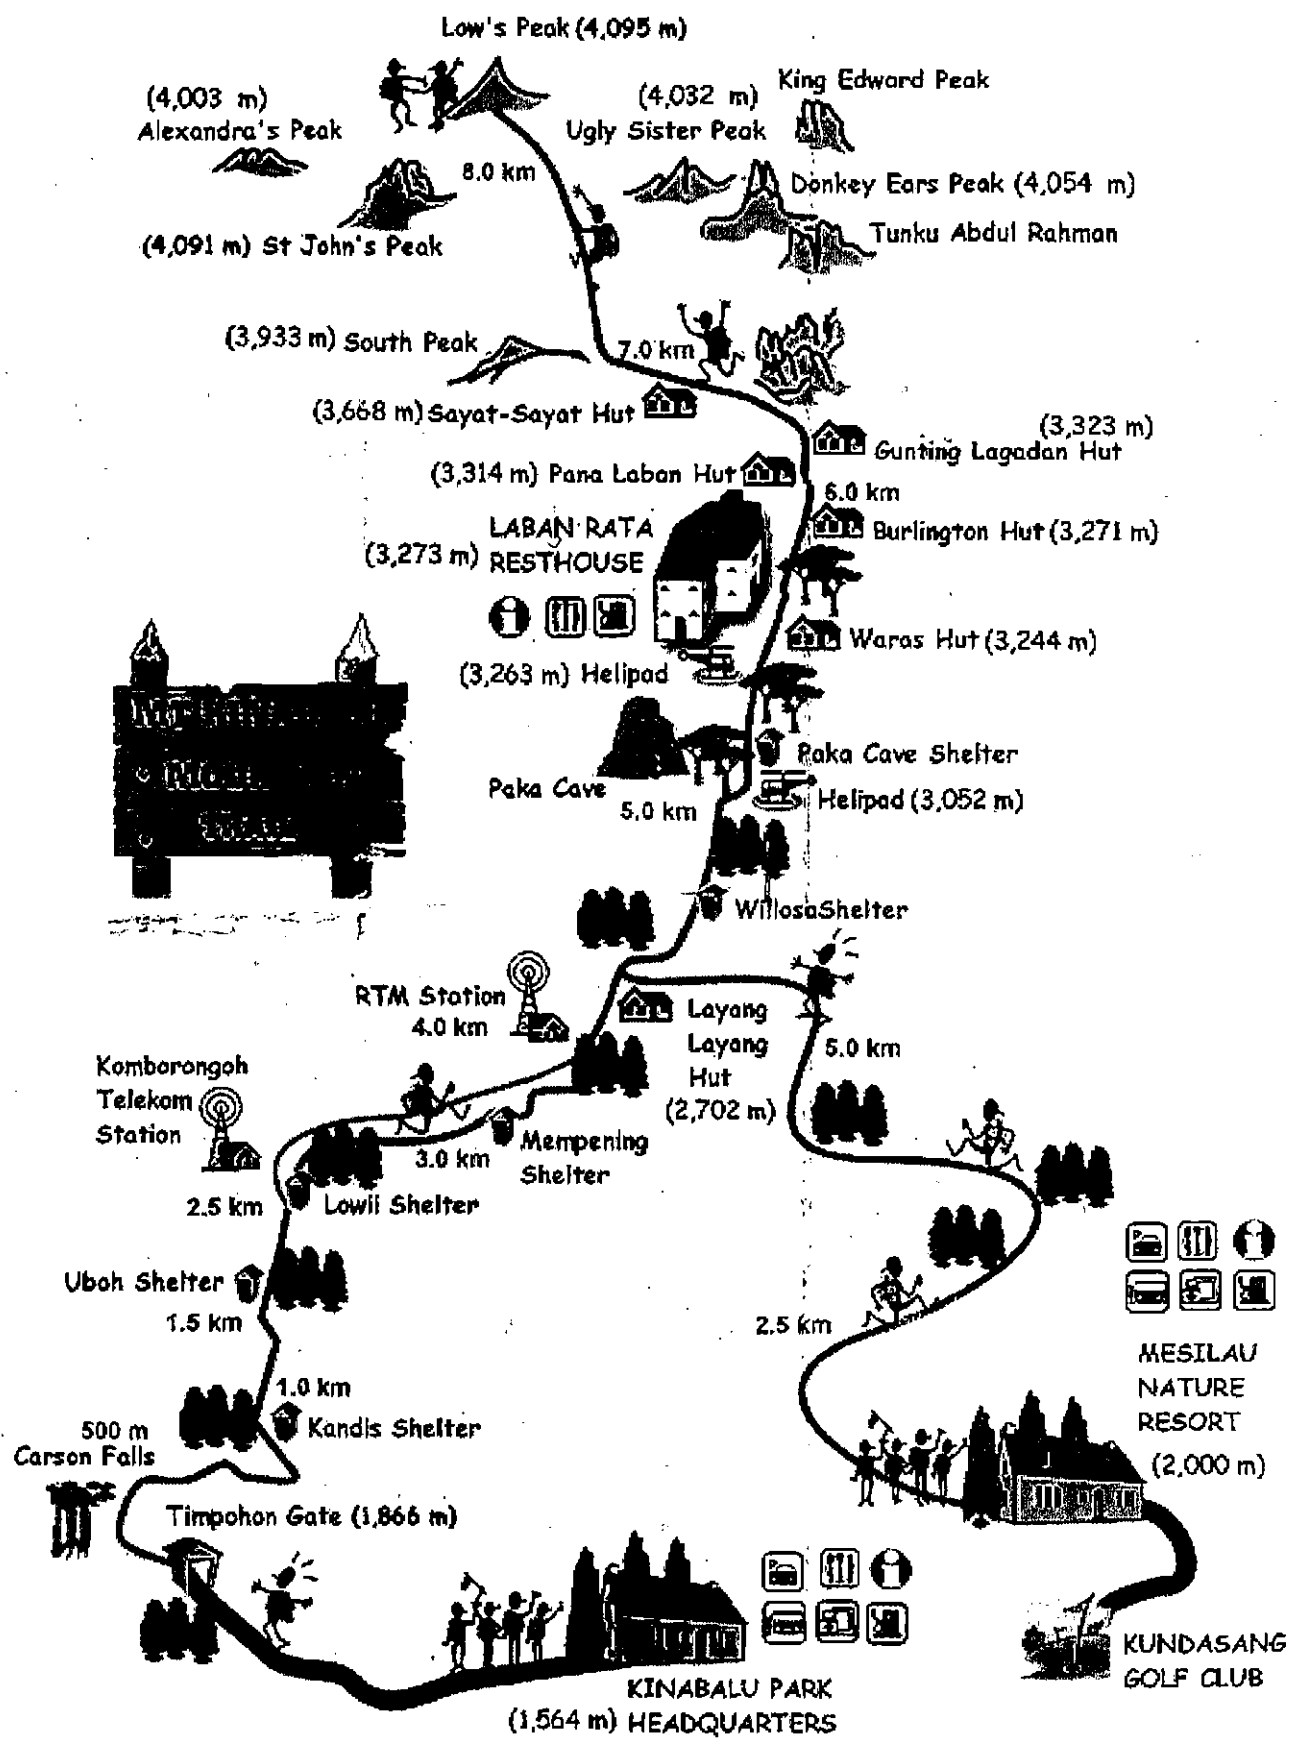 Low's Peak (4,095 m)
King Edward Peak
(4,003 m)
Alexandra's Peak
(4,032 m)
Ugly Sister Peak
8.0 km
Donkey Ears Peak (4,054 m)
Tunku Abdul Rahman
(4,091 m) St John's Peak
(3,933 m) South Peak
7.0 km
(3,668 m) Sayat-Sayat Hut
(3,323 m)
Gunting Lagadan Hut
(3,314 m) Pana Laban Hut
6.0 km
LABAN RATA
(3,273 m) RESTHOUSE
Burlington Hut (3,271 m)
Waras Hut (3,244 m)
(3,263 m) Helipad
Paka Cave Shelter
Paka Cave
5.0 km
Helipad (3,052 m)
WillosaShelter
RTM Station
4.0 km
Layang
Layang
Hut
(2,702 m)
5.0 km
Komborongoh
Telekom
Station
3.0 km
Mempening
Shelter
2.5 km
Lowii Shelter
Ubah Shelter
1.5 km
2.5 km
1.0 km
Kandis Shelter
500 m
Carson Falls
MESILAU
NATURE
RESORT
(2,000 m)
Timpohon Gate (1,866 m)
KINABALU PARK
(1,564 m) HEADQUARTERS
KUNDASANG
GOLF CLUB